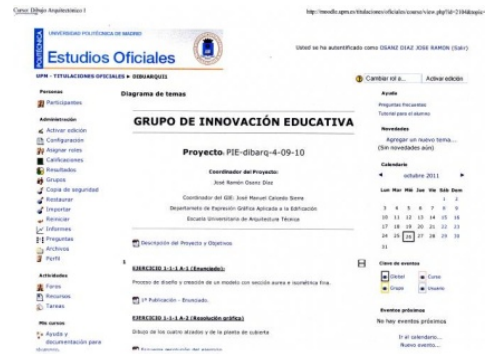 Curso: Dibujo Arquitectónico I
UNIVERSIDAD POLITÉCNICA DE MADRID
POLITÉCNICA
Estudios Oficiales
Usted se ha autentificado como OSANZ DIAZ JOSE RAMON (Salir)
UPM - TITULACIONES OFICIALES ► DIBUARQUI1
Cambiar rol a...
Activar edición
Personas
Participantes
Administración
Activar edición
Configuración
Asignar roles
Calificaciones
Resultados
Grupos
Copia de seguridad
Restaurar
Importar
Reiniciar
Informes
Preguntas
Archivos
Perfil
Actividades
Foros
Recursos
Tareas
Mis cursos
Ayuda y
documentación para
alumnos.
Diagrama de temas
GRUPO DE INNOVACIÓN EDUCATIVA
Proyecto: PIE-dibarq-4-09-10
Coordinador del Proyecto:
José Ramón Osanz Díaz
Coordinador del GIE: José Manuel Caicedo Sierra
Departamento de Expresión Gráfica Aplicada a la Edificación
Escuela Universitaria de Arquitectura Técnica
Descripción del Proyecto y Objetivos
1
EJERCICIO 1-1-1 A-1 (Enunciado):
Proceso de diseño y creación de un modelo con sección aurea e isométrica fina.
1ª Publicación - Enunciado.
EJERCICIO 1-1-1 A-2 (Resolución gráfica)
Dibujo de los cuatro alzados y de la planta de cubierta
Ayuda
Preguntas frecuentes
Tutorial para el alumno
Novedades
Agregar un nuevo tema...
(Sin novedades aún)
Calendario
◄ octubre 2011 ►
Lun Mar Mié Jue Vie Sáb Dom
1 2
3 4 5 6 7 8 9
10 11 12 13 14 15 16
17 18 19 20 21 22 23
24 25 26 27 28 29 30
31
Clave de eventos
Global Curso
Grupo Usuario
Eventos próximos
No hay eventos próximos
Ir al calendario...
Nuevo evento...